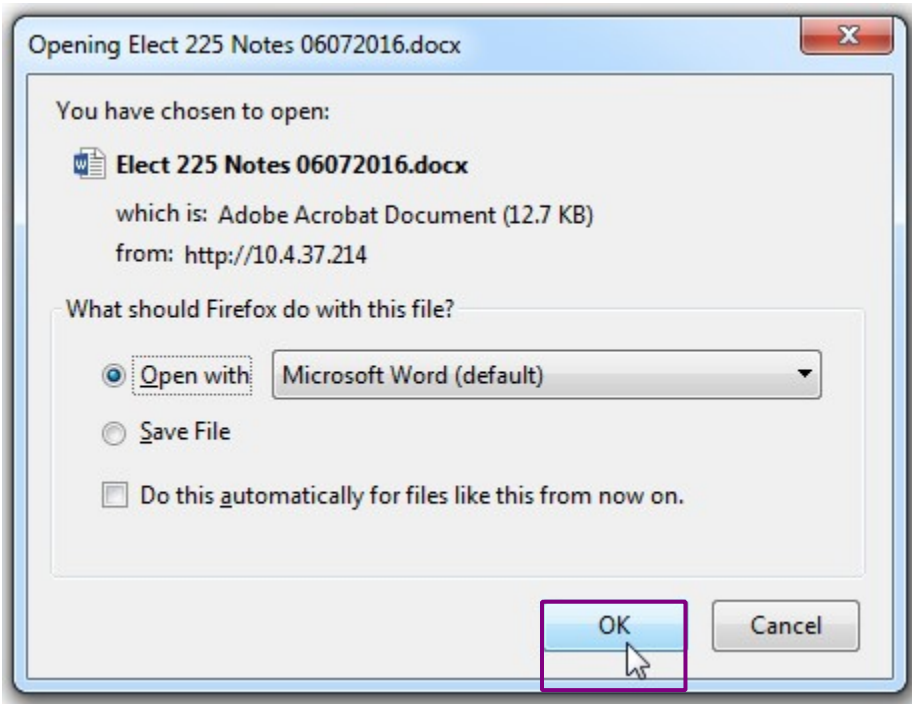 Opening Elect 225 Notes 06072016.docx
You have chosen to open:
Elect 225 Notes 06072016.docx
which is: Adobe Acrobat Document (12.7 KB)
from: http://10.4.37.214
What should Firefox do with this file?
Open with Microsoft Word (default)
Save File
Do this automatically for files like this from now on.
OK Cancel